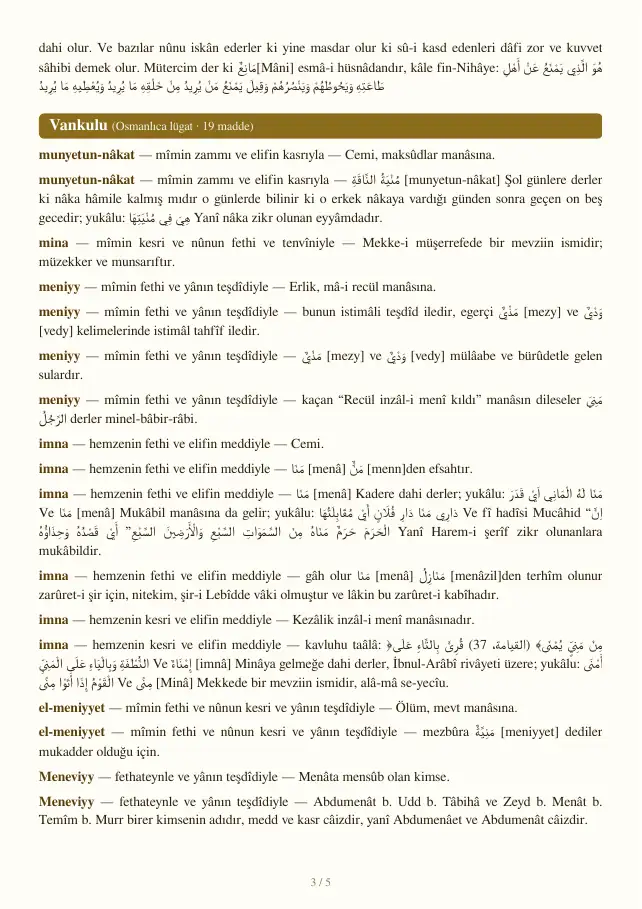 dahi olur. Ve bazılar nûnu iskân ederler ki yine masdar olur ki sû-i kasd edenleri dâfi zor ve kuvvet
sâhibi demek olur. Mütercim der ki مَانِعٌ[Mâni] esmâ-i hüsnâdandır, kâle fin-Nihâye: هُوَ الَّذِي يَمْنَعُ عَنْ أَهْلِ
طَاعَتِهِ وَيَحُوطُهُمْ وَيَنْصُرُهُمْ وَقِيلَ يَمْنَعُ مَنْ يُرِيدُ مِنْ خَلْقِهِ مَا يُرِيدُ وَيُعْطِيهِ مَا يُرِيدُ
Vankulu (Osmanlıca lügat · 19 madde)
munyetun-nâkat — mîmin zammı ve elifin kasrıyla — Cemi, maksûdlar manâsına.
munyetun-nâkat — mîmin zammı ve elifin kasrıyla — مُنْيَةُ النَّاقَةِ [munyetun-nâkat] Şol günlere derler
ki nâka hâmile kalmış mıdır o günlerde bilinir ki o erkek nâkaya vardığı günden sonra geçen on beş
gecedir; yukâlu: هِيَ فِي مُنْيَتِهَا Yanî nâka zikr olunan eyyâmdadır.
mina — mîmin kesri ve nûnun fethi ve tenvîniyle — Mekke-i müşerrefede bir mevziin ismidir;
müzekker ve munsarıftır.
meniyy — mîmin fethi ve yânın teşdîdiyle — Erlik, mâ-i recül manâsına.
meniyy — mîmin fethi ve yânın teşdîdiyle — bunun istimâli teşdîd iledir, egerçi مَذْيٌ [mezy] ve وَدْيٌ
[vedy] kelimelerinde istimâl tahfîf iledir.
meniyy — mîmin fethi ve yânın teşdîdiyle — مَذْيٌ [mezy] ve وَدْيٌ [vedy] mülâabe ve bürûdetle gelen
sulardır.
meniyy — mîmin fethi ve yânın teşdîdiyle — kaçan “Recül inzâl-i menî kıldı” manâsın dileseler مَنِيَ
الرَّجُلُ derler minel-bâbir-râbi.
imna — hemzenin fethi ve elifin meddiyle — Cemi.
imna — hemzenin fethi ve elifin meddiyle — مَنَا [menâ] مَنٌّ [menn]den efsahtır.
imna — hemzenin fethi ve elifin meddiyle — مَنَا [menâ] Kadere dahi derler; yukâlu: مَنَا لَهُ الْمَانِي أَيْ قَدَرَ
Ve مَنَا [menâ] Mukâbil manâsına da gelir; yukâlu: دَارِي مَنَا دَارِ فُلَانٍ أَيْ مُقَابِلَتُهَا Ve fî hadîsi Mucâhid “إِنَّ
الْحَرَمَ حَرَمٌ مَنَاهُ مِنَ السَّمَوَاتِ السَّبْعِ وَالْأَرَضِينَ السَّبْعِ” أَيْ قَصْدُهُ وَحِذَاؤُهُ Yanî Harem-i şerîf zikr olunanlara
mukâbildir.
imna — hemzenin fethi ve elifin meddiyle — gâh olur مَنَا [menâ] مَنَازِلُ [menâzil]den terhîm olunur
zarûret-i şir için, nitekim, şir-i Lebîdde vâki olmuştur ve lâkin bu zarûret-i kabîhadır.
imna — hemzenin kesri ve elifin meddiyle — Kezâlik inzâl-i menî manâsınadır.
imna — hemzenin kesri ve elifin meddiyle — kavluhu taâlâ: ﴿مِنْ مَنِيٍّ يُمْنَى﴾ (القيامة، 37) قُرِئَ بِالتَّاءِ عَلَى
النُّطْفَةِ وَبِالْيَاءِ عَلَى الْمَنِيِّ Ve إِمْنَاءٌ [imnâ] Minâya gelmeğe dahi derler, İbnul-Arâbî rivâyeti üzere; yukâlu: أَمْنَى
الْقَوْمُ إِذَا أَتَوْا مِنًى Ve مِنًى [Minâ] Mekkede bir mevziin ismidir, alâ-mâ se-yecîu.
el-meniyyet — mîmin fethi ve nûnun kesri ve yânın teşdîdiyle — Ölüm, mevt manâsına.
el-meniyyet — mîmin fethi ve nûnun kesri ve yânın teşdîdiyle — mezbûra مَنِيَّةٌ [meniyyet] dediler
mukadder olduğu için.
Meneviyy — fethateynle ve yânın teşdîdiyle — Menâta mensûb olan kimse.
Meneviyy — fethateynle ve yânın teşdîdiyle — Abdumenât b. Udd b. Tâbihâ ve Zeyd b. Menât b.
Temîm b. Murr birer kimsenin adıdır, medd ve kasr câizdir, yanî Abdumenâet ve Abdumenât câizdir.
3 / 5